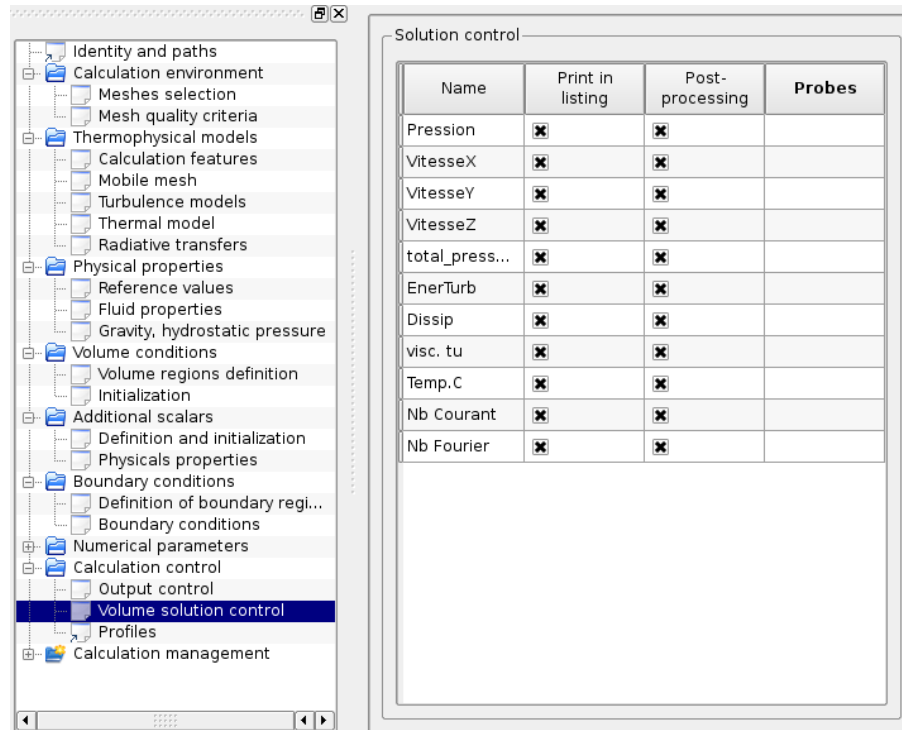 Identity and paths
Calculation environment
Meshes selection
Mesh quality criteria
Thermophysical models
Calculation features
Mobile mesh
Turbulence models
Thermal model
Radiative transfers
Physical properties
Reference values
Fluid properties
Gravity, hydrostatic pressure
Volume conditions
Volume regions definition
Initialization
Additional scalars
Definition and initialization
Physicals properties
Boundary conditions
Definition of boundary regi...
Boundary conditions
Numerical parameters
Calculation control
Output control
Volume solution control
Profiles
Calculation management
Solution control
Name
Print in
listing
Post-
processing
Probes
Pression
VitesseX
VitesseY
VitesseZ
total_press...
EnerTurb
Dissip
visc. tu
Temp.C
Nb Courant
Nb Fourier